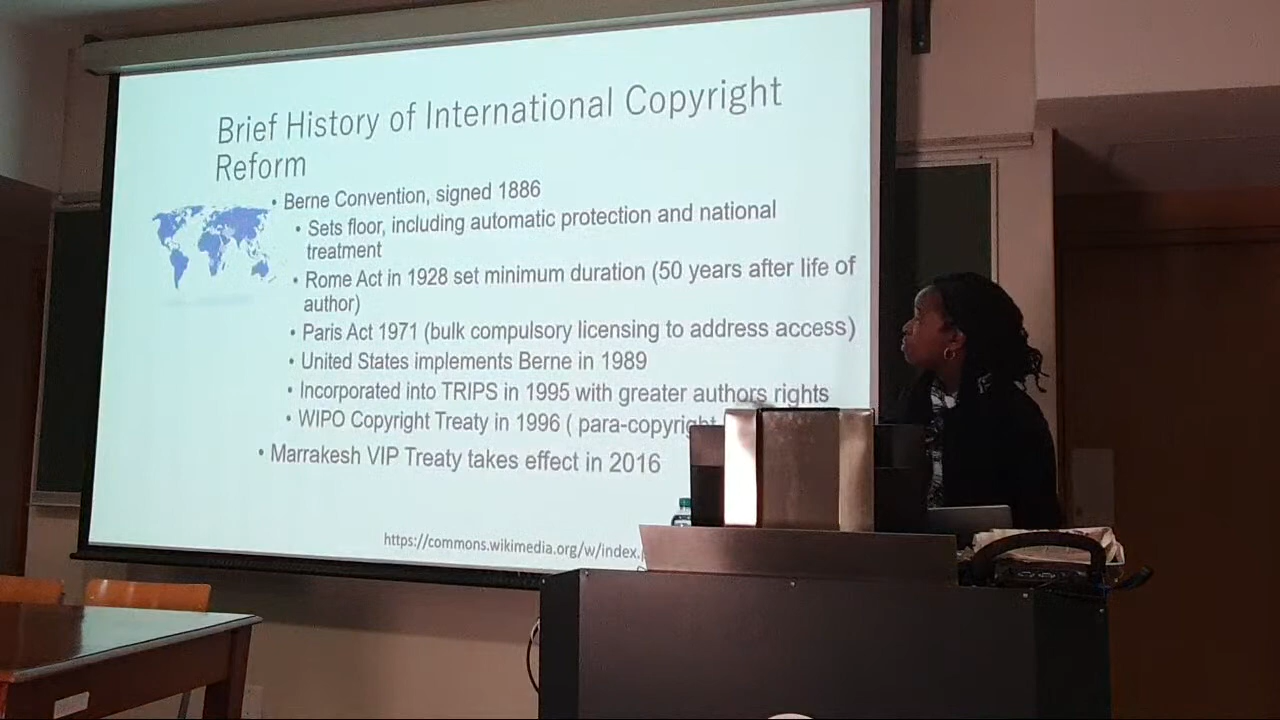 Brief History of International Copyright
Reform
• Berne Convention, signed 1886
• Sets floor, including automatic protection and national
treatment
• Rome Act in 1928 set minimum duration (50 years after life of
author)
• Paris Act 1971 (bulk compulsory licensing to address access)
• United States implements Berne in 1989
• Incorporated into TRIPS in 1995 with greater authors rights
• WIPO Copyright Treaty in 1996 ( para-copyright
• Marrakesh VIP Treaty takes effect in 2016
https://commons.wikimedia.org/w/index.